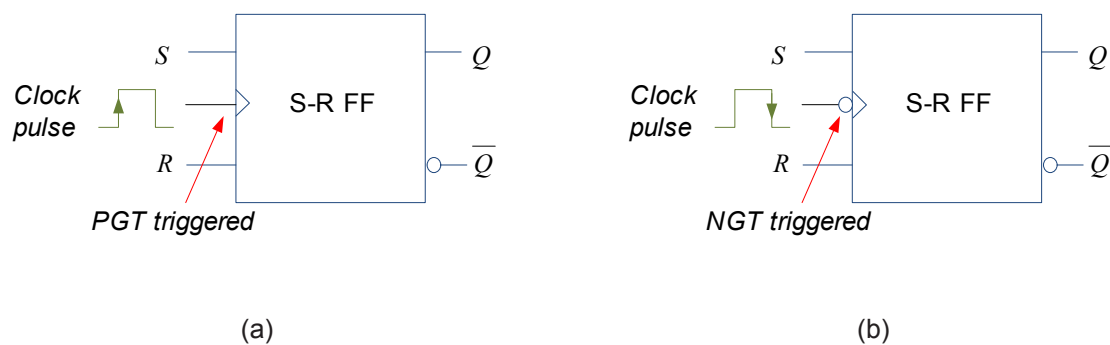 S
Q
Clock
pulse
S-R FF
R
Q̅
PGT triggered
(a)
S
Q
Clock
pulse
S-R FF
R
Q̅
NGT triggered
(b)